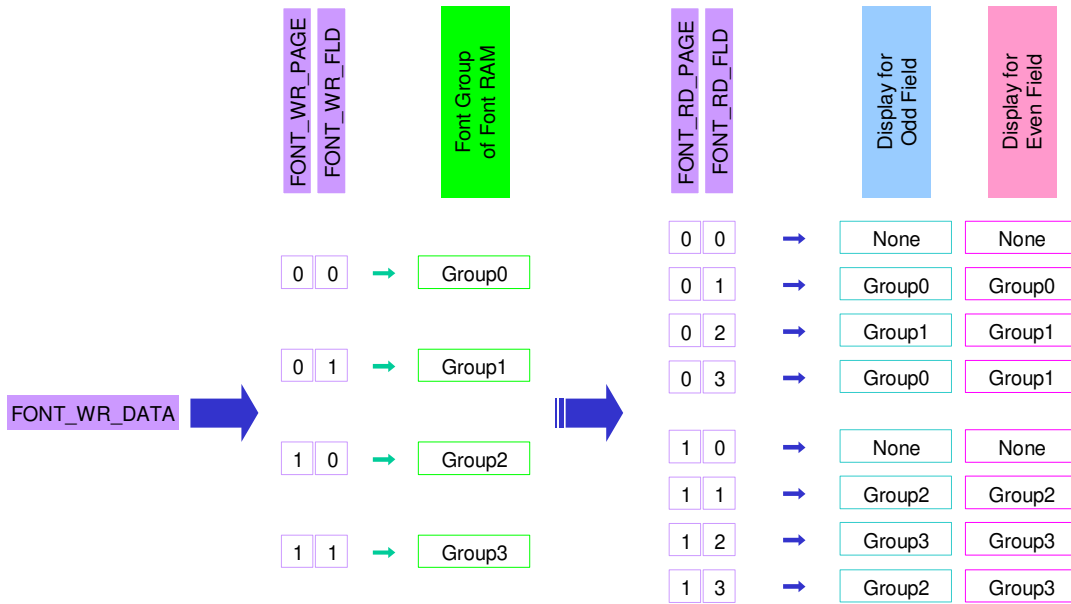 FONT_WR_PAGE
FONT_WR_FLD
Font Group
of Font RAM
FONT_RD_PAGE
FONT_RD_FLD
Display for
Odd Field
Display for
Even Field
FONT_WR_DATA
0 0 Group0
0 1 Group1
1 0 Group2
1 1 Group3
0 0 None None
0 1 Group0 Group0
0 2 Group1 Group1
0 3 Group0 Group1
1 0 None None
1 1 Group2 Group2
1 2 Group3 Group3
1 3 Group2 Group3